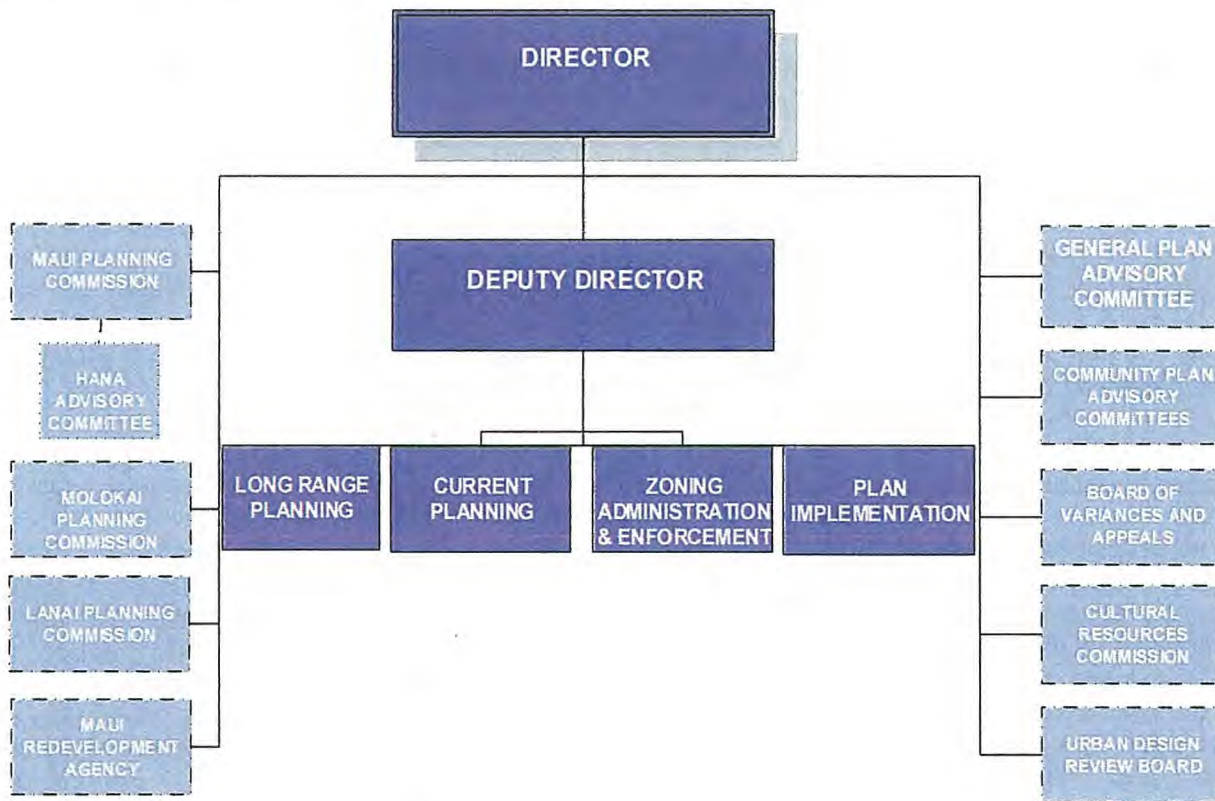 DIRECTOR
DEPUTY DIRECTOR
MAUI PLANNING
COMMISSION
HANA
ADVISORY
COMMITTEE
MOLOKAI
PLANNING
COMMISSION
LANAI PLANNING
COMMISSION
MAUI
REDEVELOPMENT
AGENCY
LONG RANGE
PLANNING
CURRENT
PLANNING
ZONING
ADMINISTRATION
& ENFORCEMENT
PLAN
IMPLEMENTATION
GENERAL PLAN
ADVISORY
COMMITTEE
COMMUNITY PLAN
ADVISORY
COMMITTEES
BOARD OF
VARIANCES AND
APPEALS
CULTURAL
RESOURCES
COMMISSION
URBAN DESIGN
REVIEW BOARD